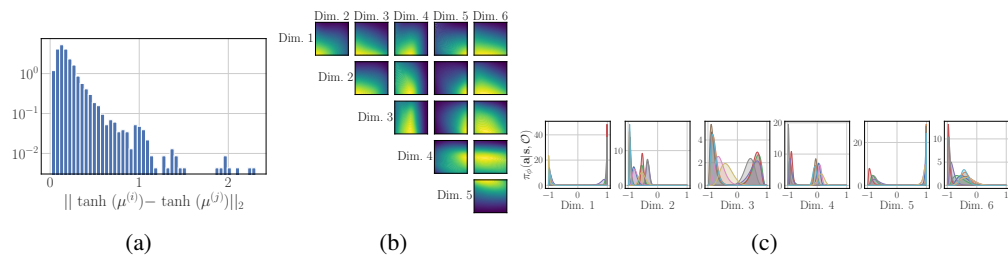 10⁰
10⁻¹
10⁻²
0 1 2
|| tanh (μ⁽ⁱ⁾− tanh (μ⁽ʲ⁾)||₂
(a)
Dim. 2 Dim. 3 Dim. 4 Dim. 5 Dim. 6
Dim. 1
Dim. 2
Dim. 3
Dim. 4
Dim. 5
(b)
π_ϕ(a|s, O)
40
20
0
−1 0 1
Dim. 1
10
0
−1 0 1
Dim. 2
4
2
0
−1 0 1
Dim. 3
20
10
0
−1 0 1
Dim. 4
20
0
−1 0 1
Dim. 5
10
0
−1 0 1
Dim. 6
(c)